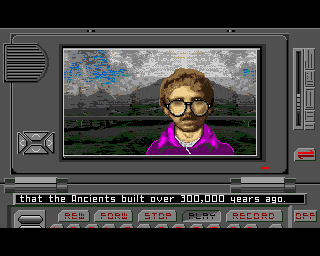 that the Ancients built over 300,000 years ago.
REW FORW STOP PLAY RECORD OFF